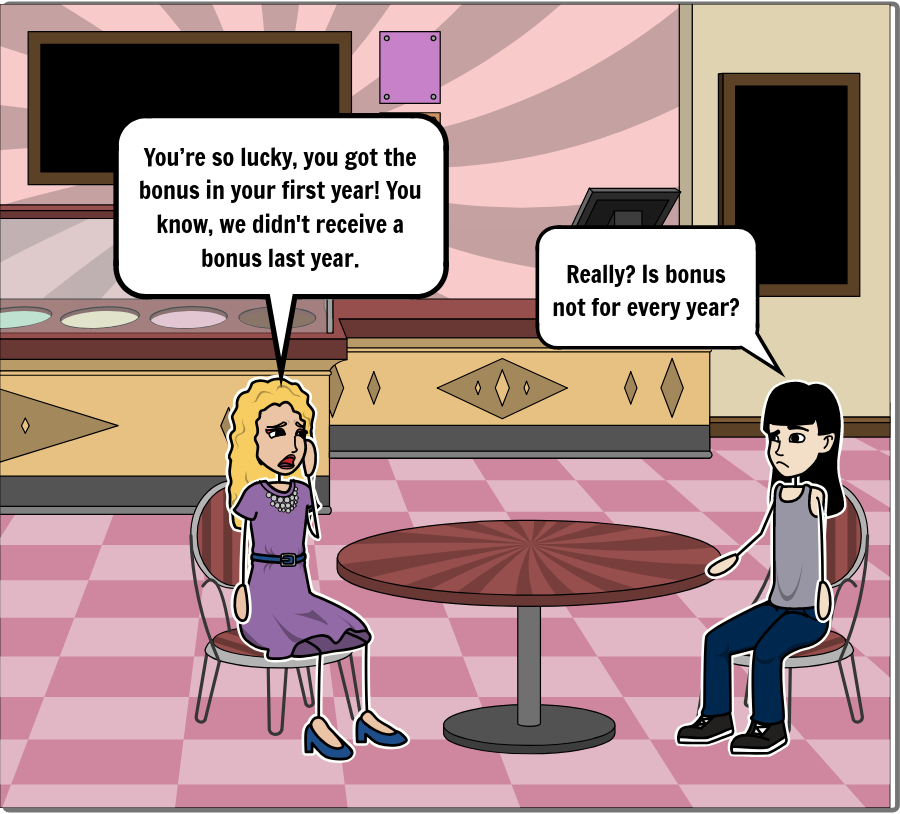 You’re so lucky, you got the
bonus in your first year! You
know, we didn't receive a
bonus last year.
Really? Is bonus
not for every year?